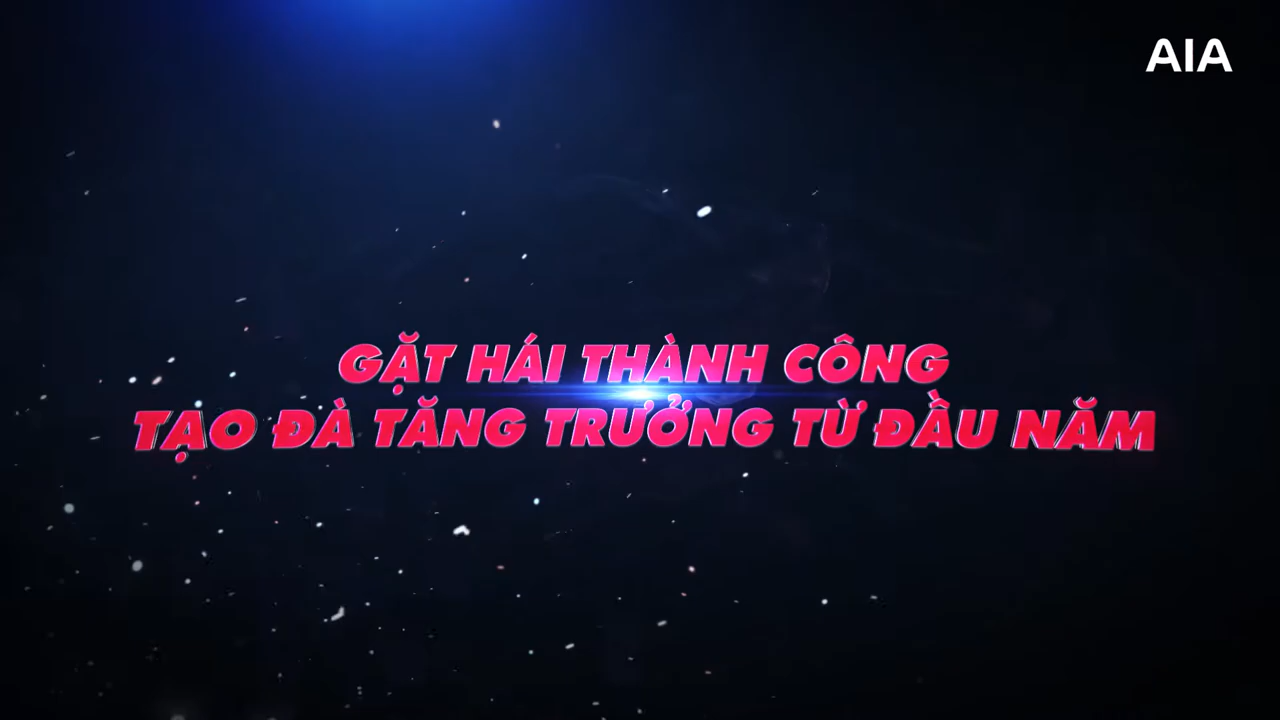 AIA
GẶT HÁI THÀNH CÔNG
TẠO ĐÀ TĂNG TRƯỞNG TỪ ĐẦU NĂM